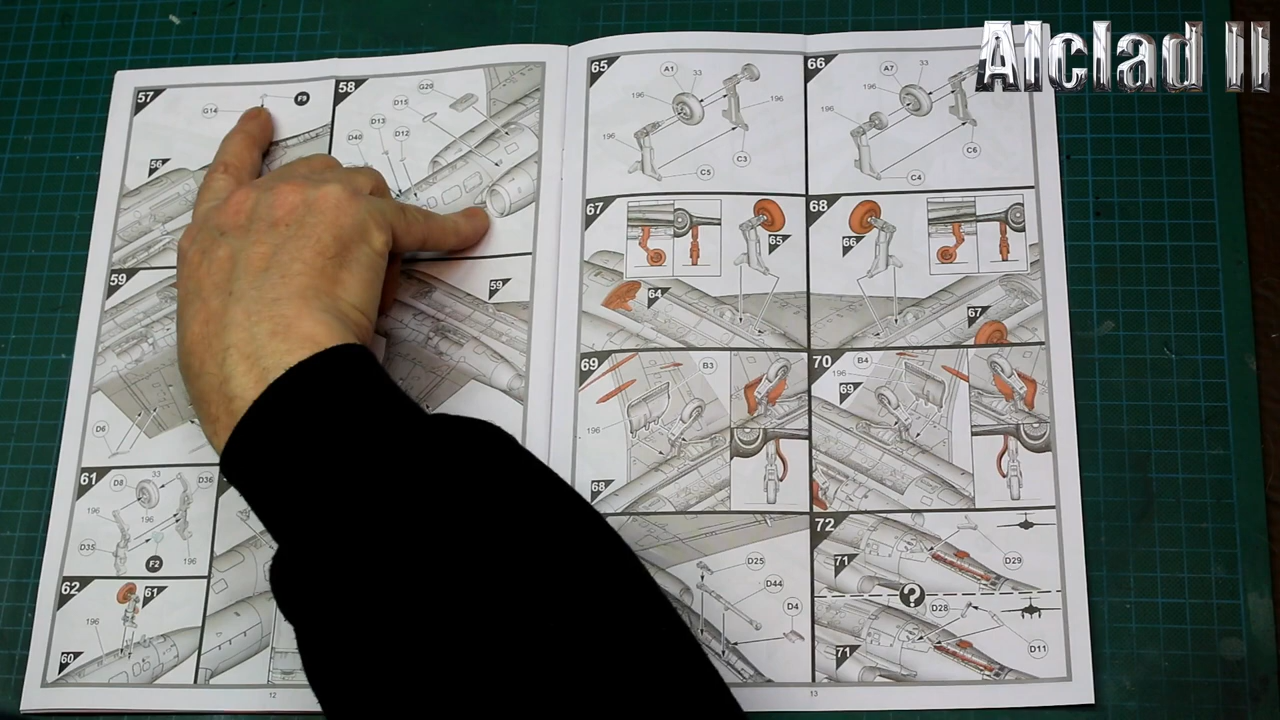 Alclad II
57
G14
F9
56
58
G20
D15
D13
D40
D12
59
D6
59
61
D8
33
D36
196
196
D35
F2
196
62
61
196
60
12
65
A1
33
196
196
196
C3
C5
66
A7
33
196
196
196
C6
C4
67
65
64
68
66
67
69
B3
196
68
70
B4
196
69
D25
D44
D4
72
D29
71
?
D28
D11
71
13